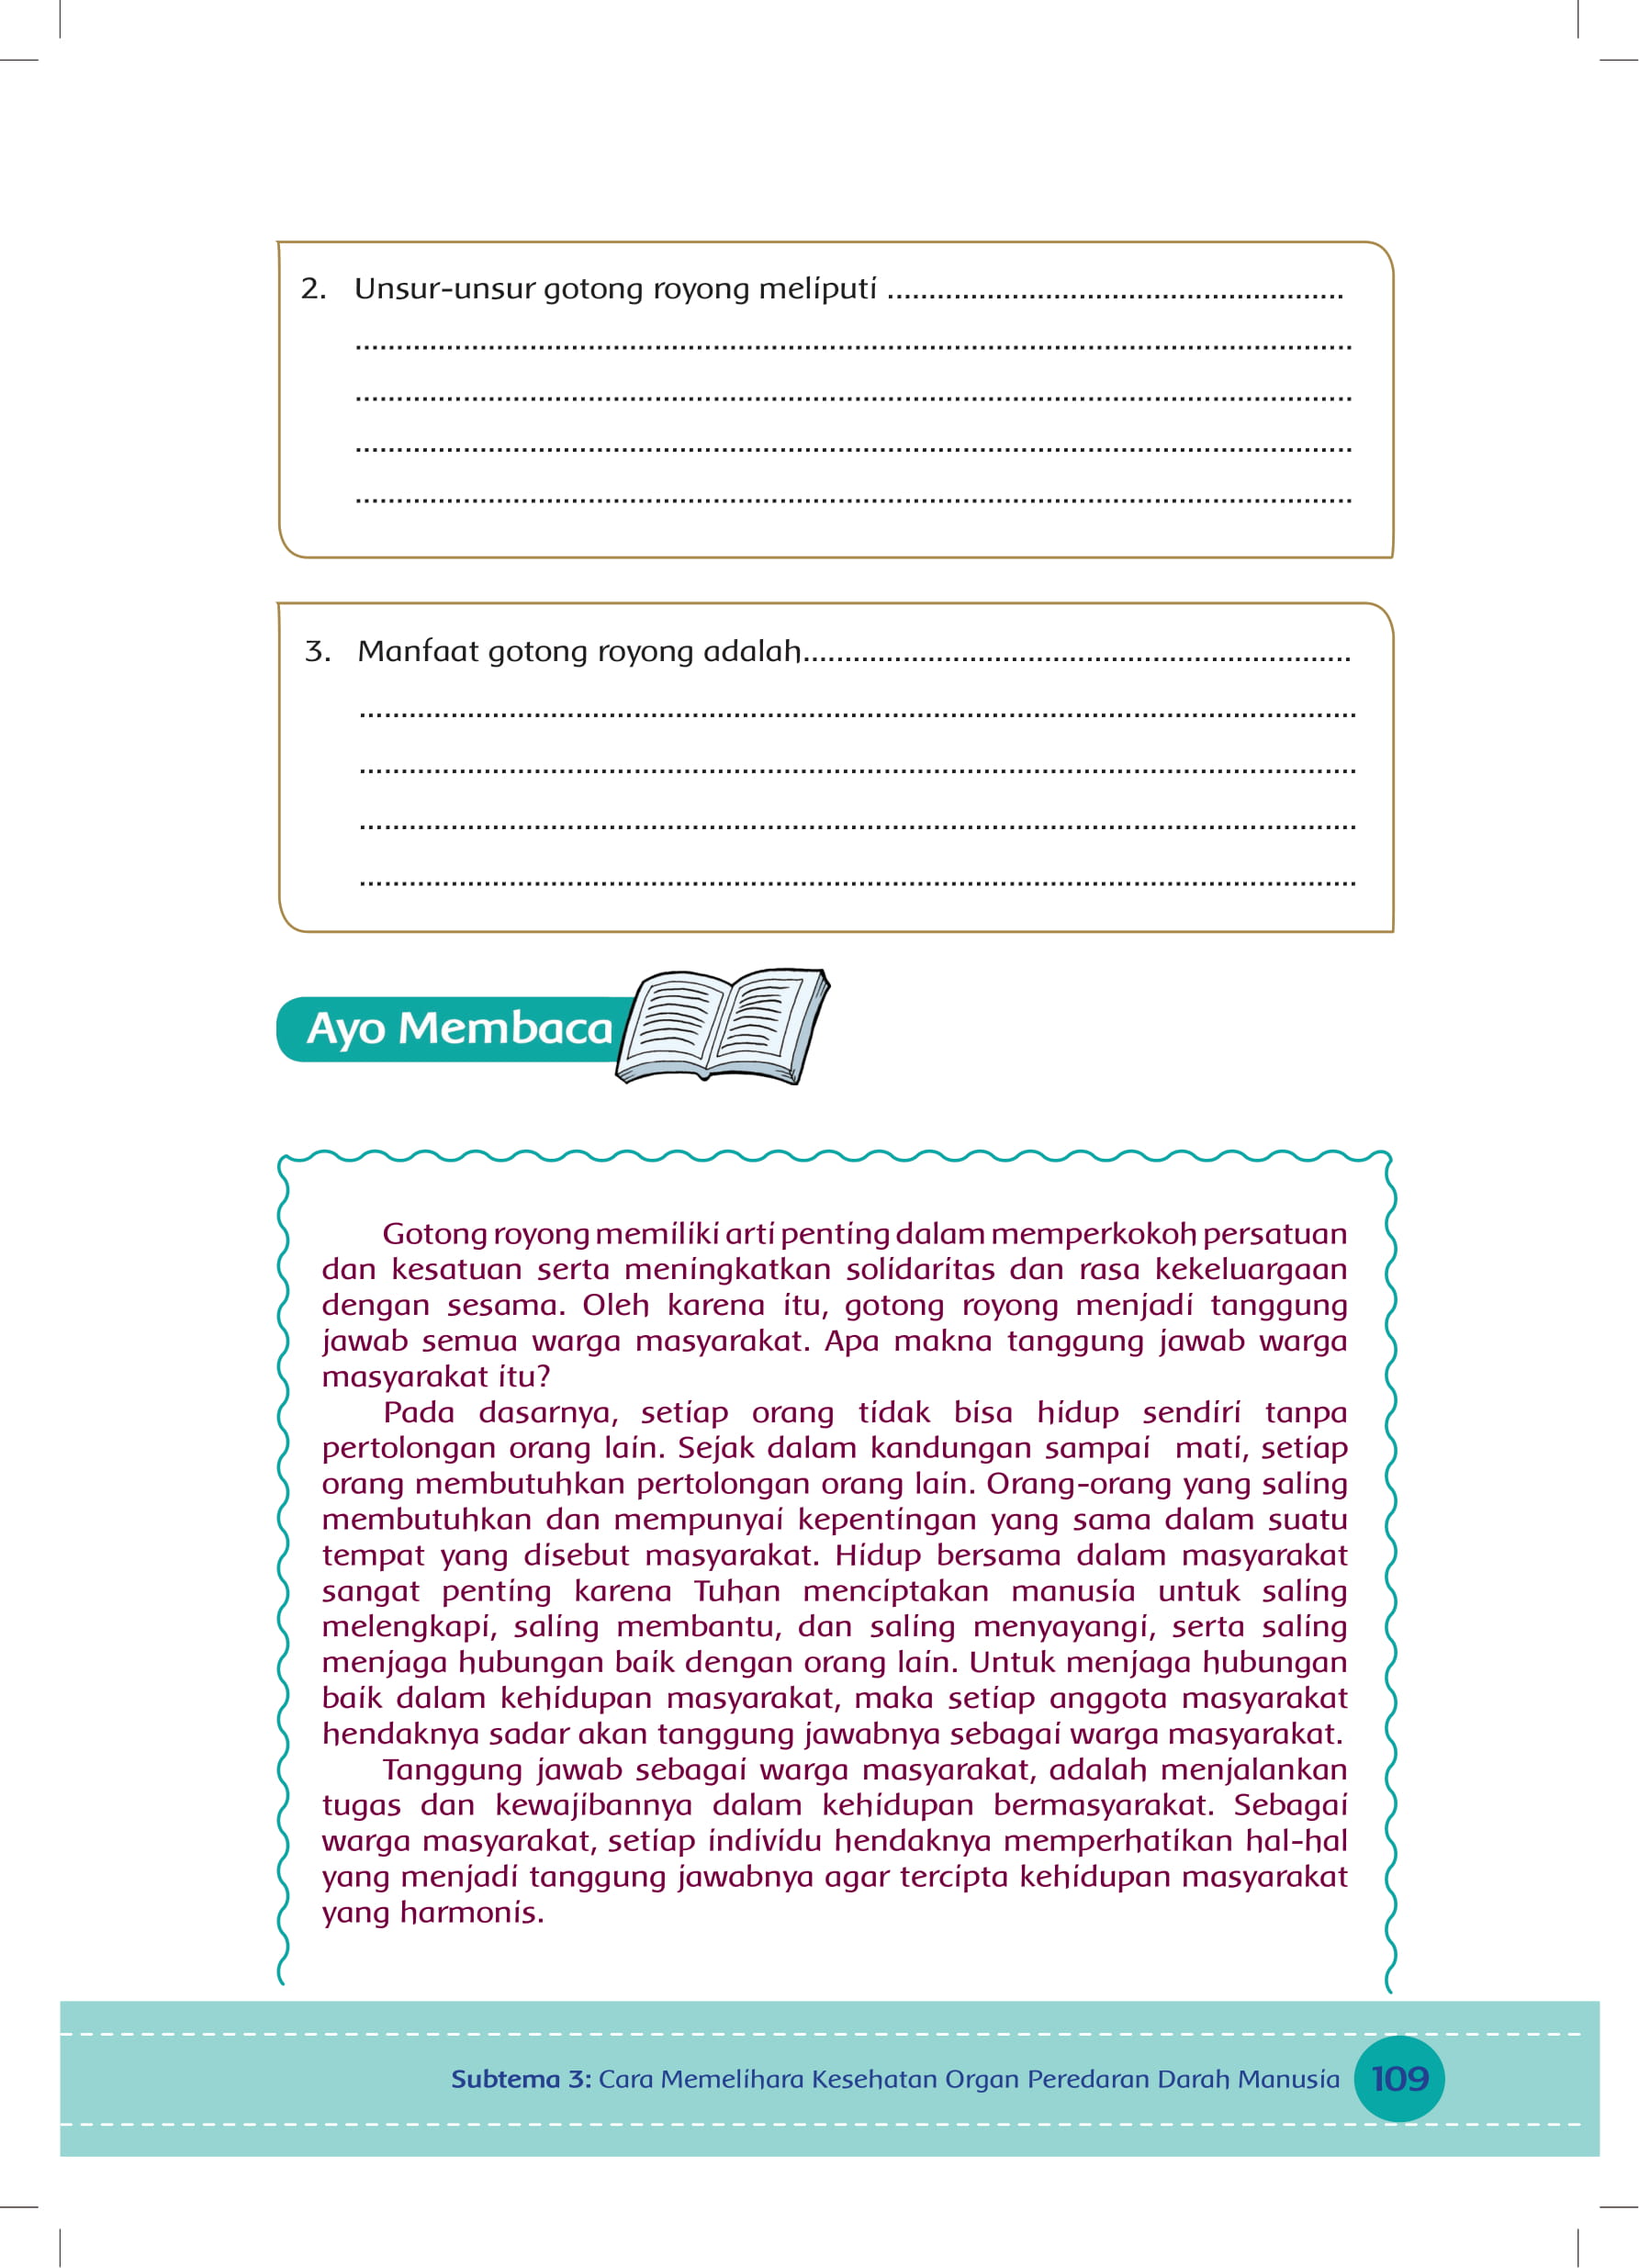 2. Unsur-unsur gotong royong meliputi .......................................................
........................................................................................................................
........................................................................................................................
........................................................................................................................
........................................................................................................................
3. Manfaat gotong royong adalah..................................................................
........................................................................................................................
........................................................................................................................
........................................................................................................................
........................................................................................................................
Ayo Membaca
Gotong royong memiliki arti penting dalam memperkokoh persatuan
dan kesatuan serta meningkatkan solidaritas dan rasa kekeluargaan
dengan sesama. Oleh karena itu, gotong royong menjadi tanggung
jawab semua warga masyarakat. Apa makna tanggung jawab warga
masyarakat itu?
Pada dasarnya, setiap orang tidak bisa hidup sendiri tanpa
pertolongan orang lain. Sejak dalam kandungan sampai mati, setiap
orang membutuhkan pertolongan orang lain. Orang-orang yang saling
membutuhkan dan mempunyai kepentingan yang sama dalam suatu
tempat yang disebut masyarakat. Hidup bersama dalam masyarakat
sangat penting karena Tuhan menciptakan manusia untuk saling
melengkapi, saling membantu, dan saling menyayangi, serta saling
menjaga hubungan baik dengan orang lain. Untuk menjaga hubungan
baik dalam kehidupan masyarakat, maka setiap anggota masyarakat
hendaknya sadar akan tanggung jawabnya sebagai warga masyarakat.
Tanggung jawab sebagai warga masyarakat, adalah menjalankan
tugas dan kewajibannya dalam kehidupan bermasyarakat. Sebagai
warga masyarakat, setiap individu hendaknya memperhatikan hal-hal
yang menjadi tanggung jawabnya agar tercipta kehidupan masyarakat
yang harmonis.
Subtema 3: Cara Memelihara Kesehatan Organ Peredaran Darah Manusia 109